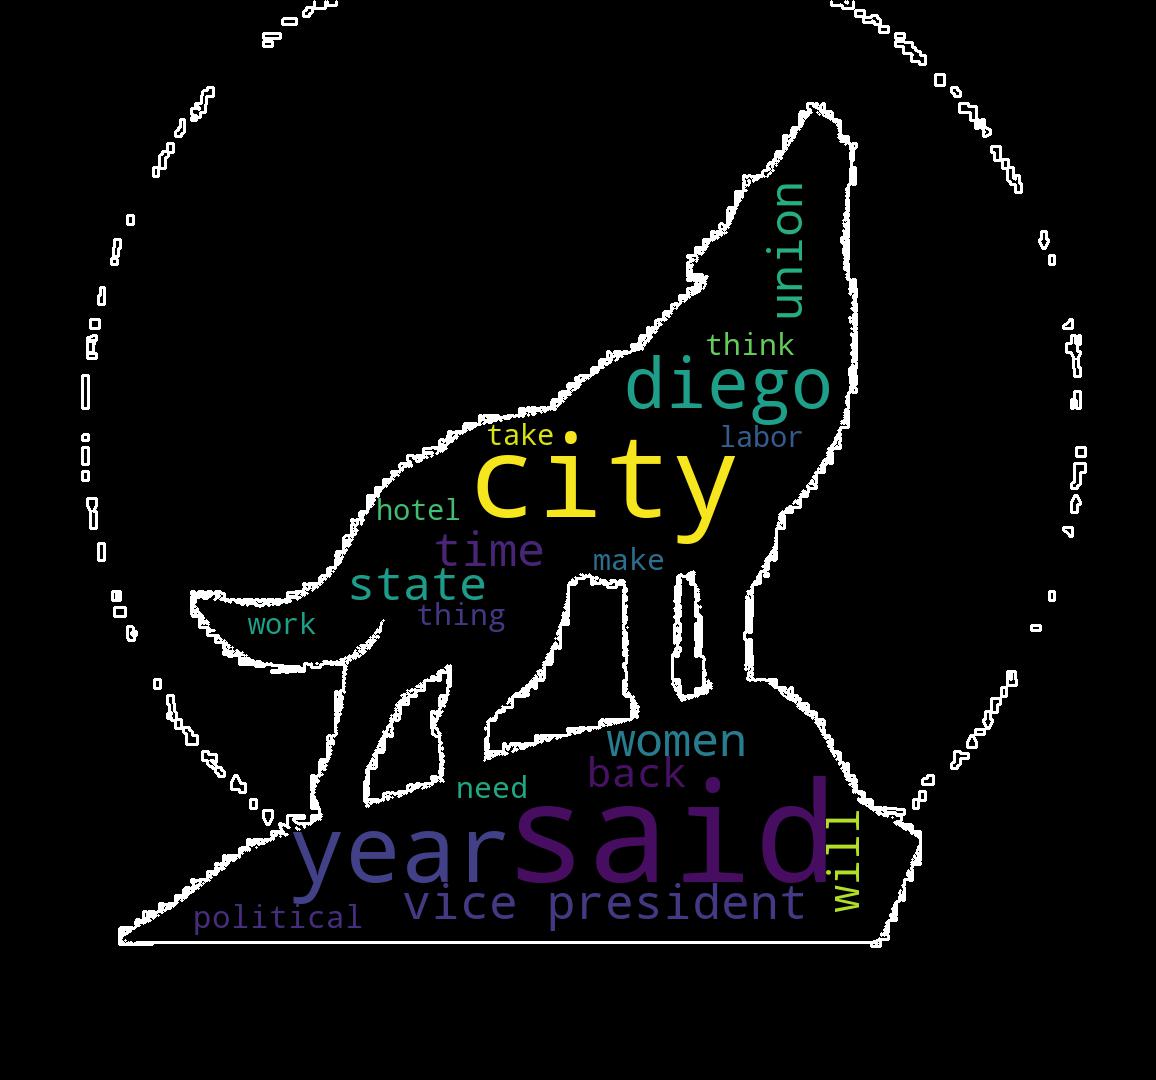 union
think
diego
take
labor
city
hotel
time
make
state
thing
work
women
back
need
said
year
will
vice president
political